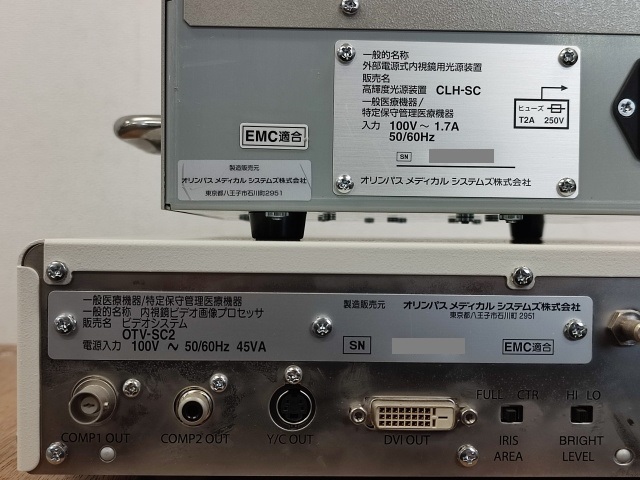 一般的名称
外部電源式内視鏡用光源装置
販売名
高輝度光源装置 CLH-SC
一般医療機器/
特定保守管理医療機器
入力 100V～ 1.7A
50/60Hz
ヒューズ
T2A 250V
SN
オリンパス メディカル システムズ株式会社
EMC適合
製造販売元
オリンパス メディカル システムズ株式会社
東京都八王子市石川町2951
一般医療機器/特定保守管理医療機器
一般的名称 内視鏡ビデオ画像プロセッサ
販売名 ビデオシステム
OTV-SC2
電源入力 100V ～ 50/60Hz 45VA
製造販売元 オリンパス メディカル システムズ株式会社
東京都八王子市石川町 2951
SN
EMC適合
COMP1 OUT
COMP2 OUT
Y/C OUT
DVI OUT
FULL CTR
IRIS
AREA
HI LO
BRIGHT
LEVEL